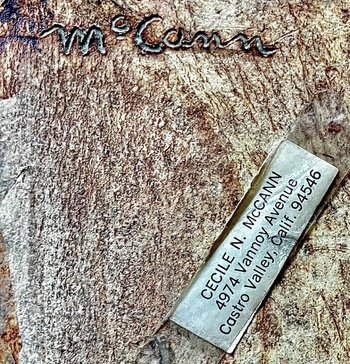 McCann
CECILE N. McCANN
4974 Vannoy Avenue
Castro Valley, Calif. 94546